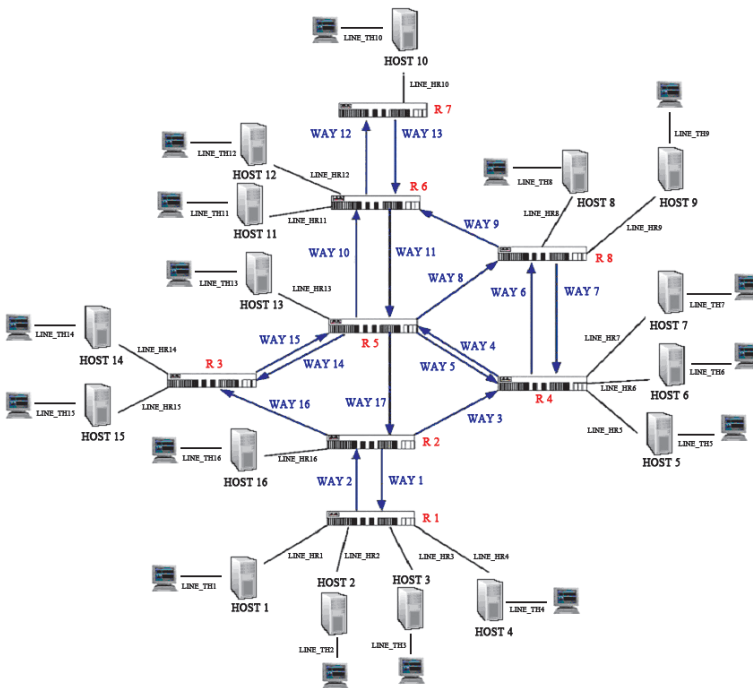 LINE_TH10
HOST 10
LINE_HR10
R 7
WAY 12
WAY 13
LINE_TH9
LINE_TH12
HOST 12
LINE_HR12
R 6
LINE_TH8
HOST 8
HOST 9
LINE_TH11
HOST 11
LINE_HR11
LINE_HR8
LINE_HR9
WAY 9
WAY 10
WAY 11
R 8
LINE_TH13
HOST 13
LINE_HR13
WAY 8
WAY 6
WAY 7
LINE_TH7
HOST 7
LINE_HR7
LINE_TH14
HOST 14
LINE_HR14
R 3
WAY 15
WAY 14
R 5
WAY 4
WAY 5
R 4
LINE_TH6
HOST 6
LINE_HR6
LINE_TH15
HOST 15
LINE_HR15
WAY 16
WAY 17
WAY 3
LINE_HR5
LINE_TH5
HOST 5
LINE_TH16
HOST 16
LINE_HR16
R 2
WAY 2
WAY 1
R 1
LINE_TH1
HOST 1
LINE_HR1
LINE_HR2
LINE_HR3
LINE_HR4
HOST 2
HOST 3
HOST 4
LINE_TH4
LINE_TH2
LINE_TH3